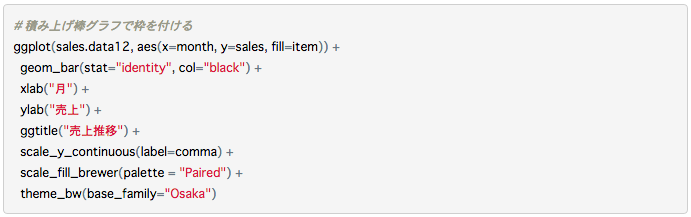 #積み上げ棒グラフで枠を付ける
ggplot(sales.data12, aes(x=month, y=sales, fill=item)) +
 geom_bar(stat="identity", col="black") +
 xlab("月") +
 ylab("売上") +
 ggtitle("売上推移") +
 scale_y_continuous(label=comma) +
 scale_fill_brewer(palette = "Paired") +
 theme_bw(base_family="Osaka")